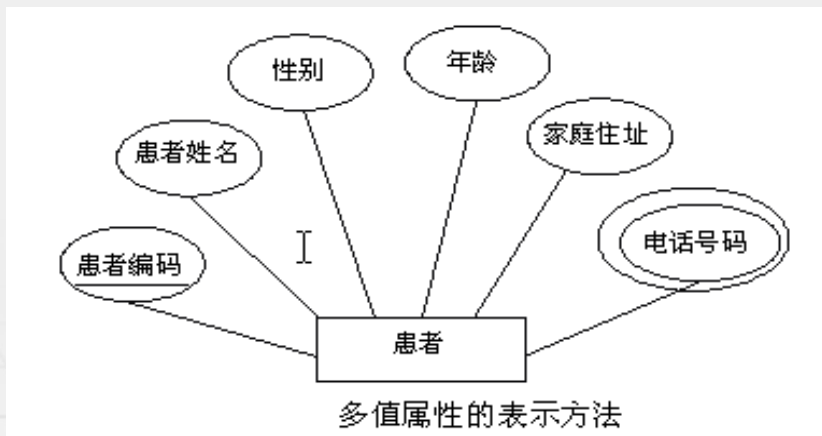 性别
年龄
患者姓名
家庭住址
患者编码
电话号码
患者
多值属性的表示方法